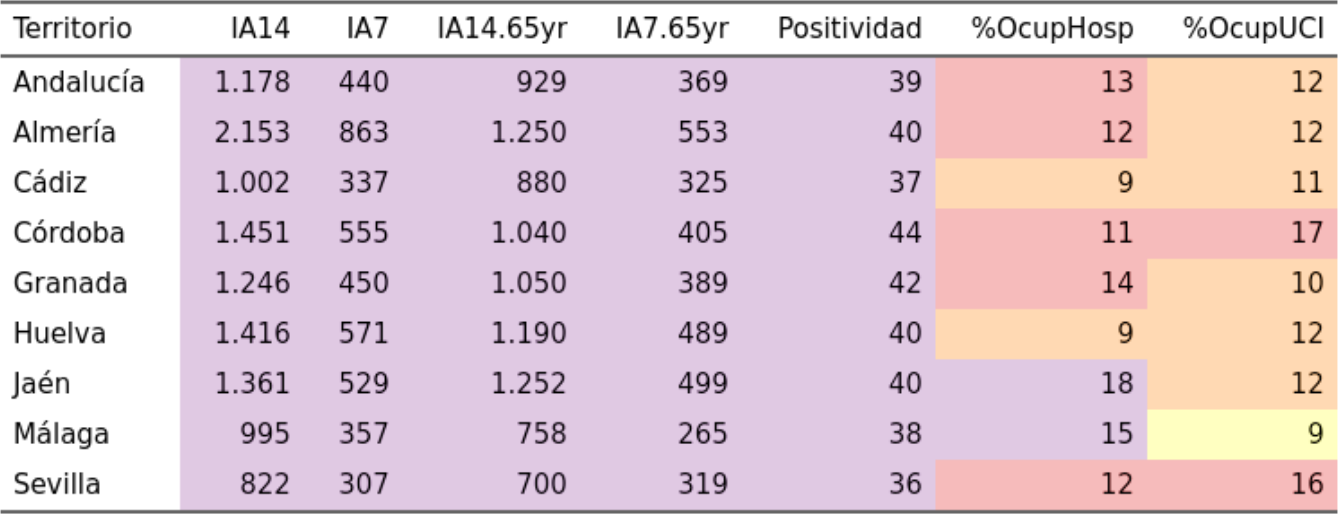 Territorio IA14 IA7 IA14.65yr IA7.65yr Positividad %OcupHosp %OcupUCI
Andalucía 1.178 440 929 369 39 13 12
Almería 2.153 863 1.250 553 40 12 12
Cádiz 1.002 337 880 325 37 9 11
Córdoba 1.451 555 1.040 405 44 11 17
Granada 1.246 450 1.050 389 42 14 10
Huelva 1.416 571 1.190 489 40 9 12
Jaén 1.361 529 1.252 499 40 18 12
Málaga 995 357 758 265 38 15 9
Sevilla 822 307 700 319 36 12 16